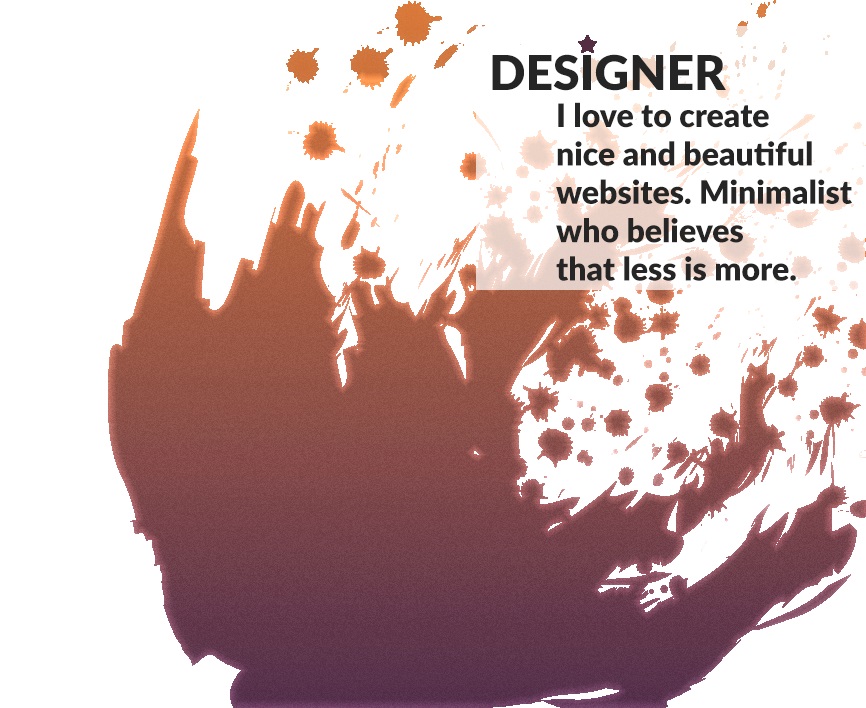 DESIGNER
I love to create
nice and beautiful
websites. Minimalist
who believes
that less is more.